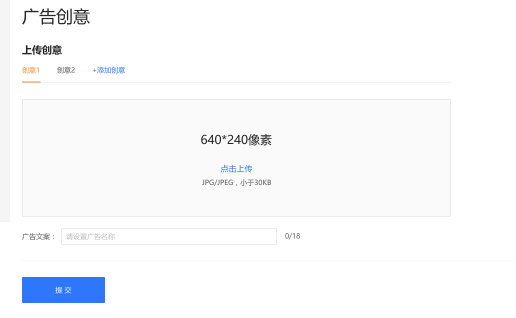 广告创意
上传创意
创意1 创意2 +添加创意
640*240像素
点击上传
JPG/JPEG，小于30KB
广告文案： 请设置广告名称 0/18
提 交